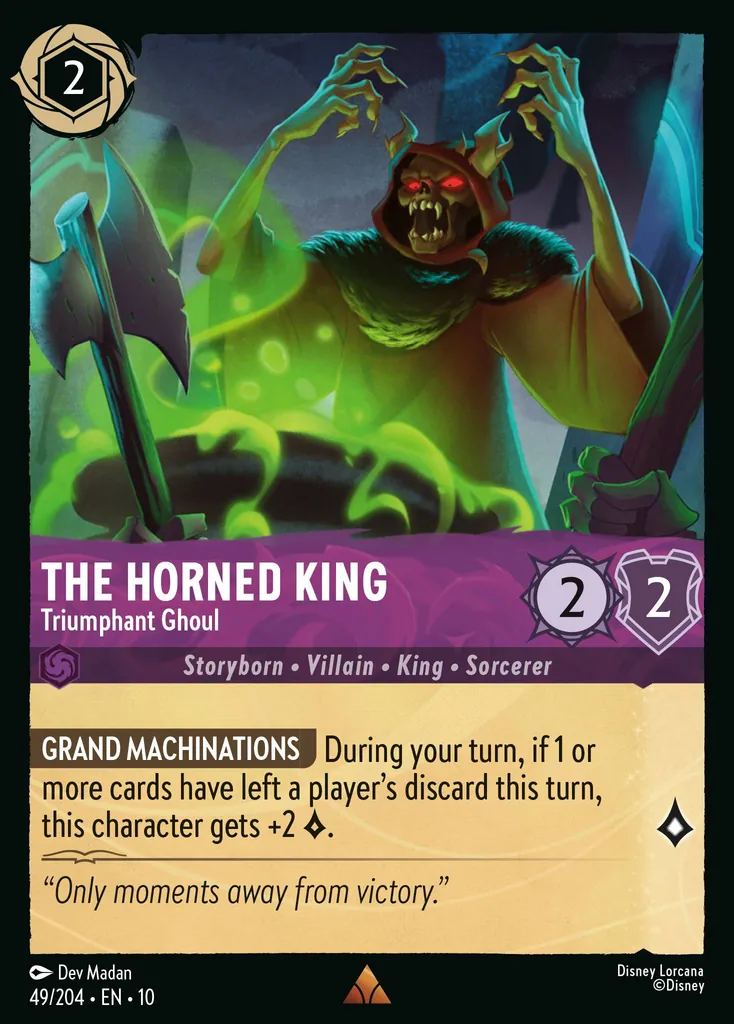 2
THE HORNED KING
Triumphant Ghoul
2
2
Storyborn • Villain • King • Sorcerer
GRAND MACHINATIONS During your turn, if 1 or
more cards have left a player’s discard this turn,
this character gets +2 .
“Only moments away from victory.”
Dev Madan
49/204 • EN • 10
Disney Lorcana
©Disney